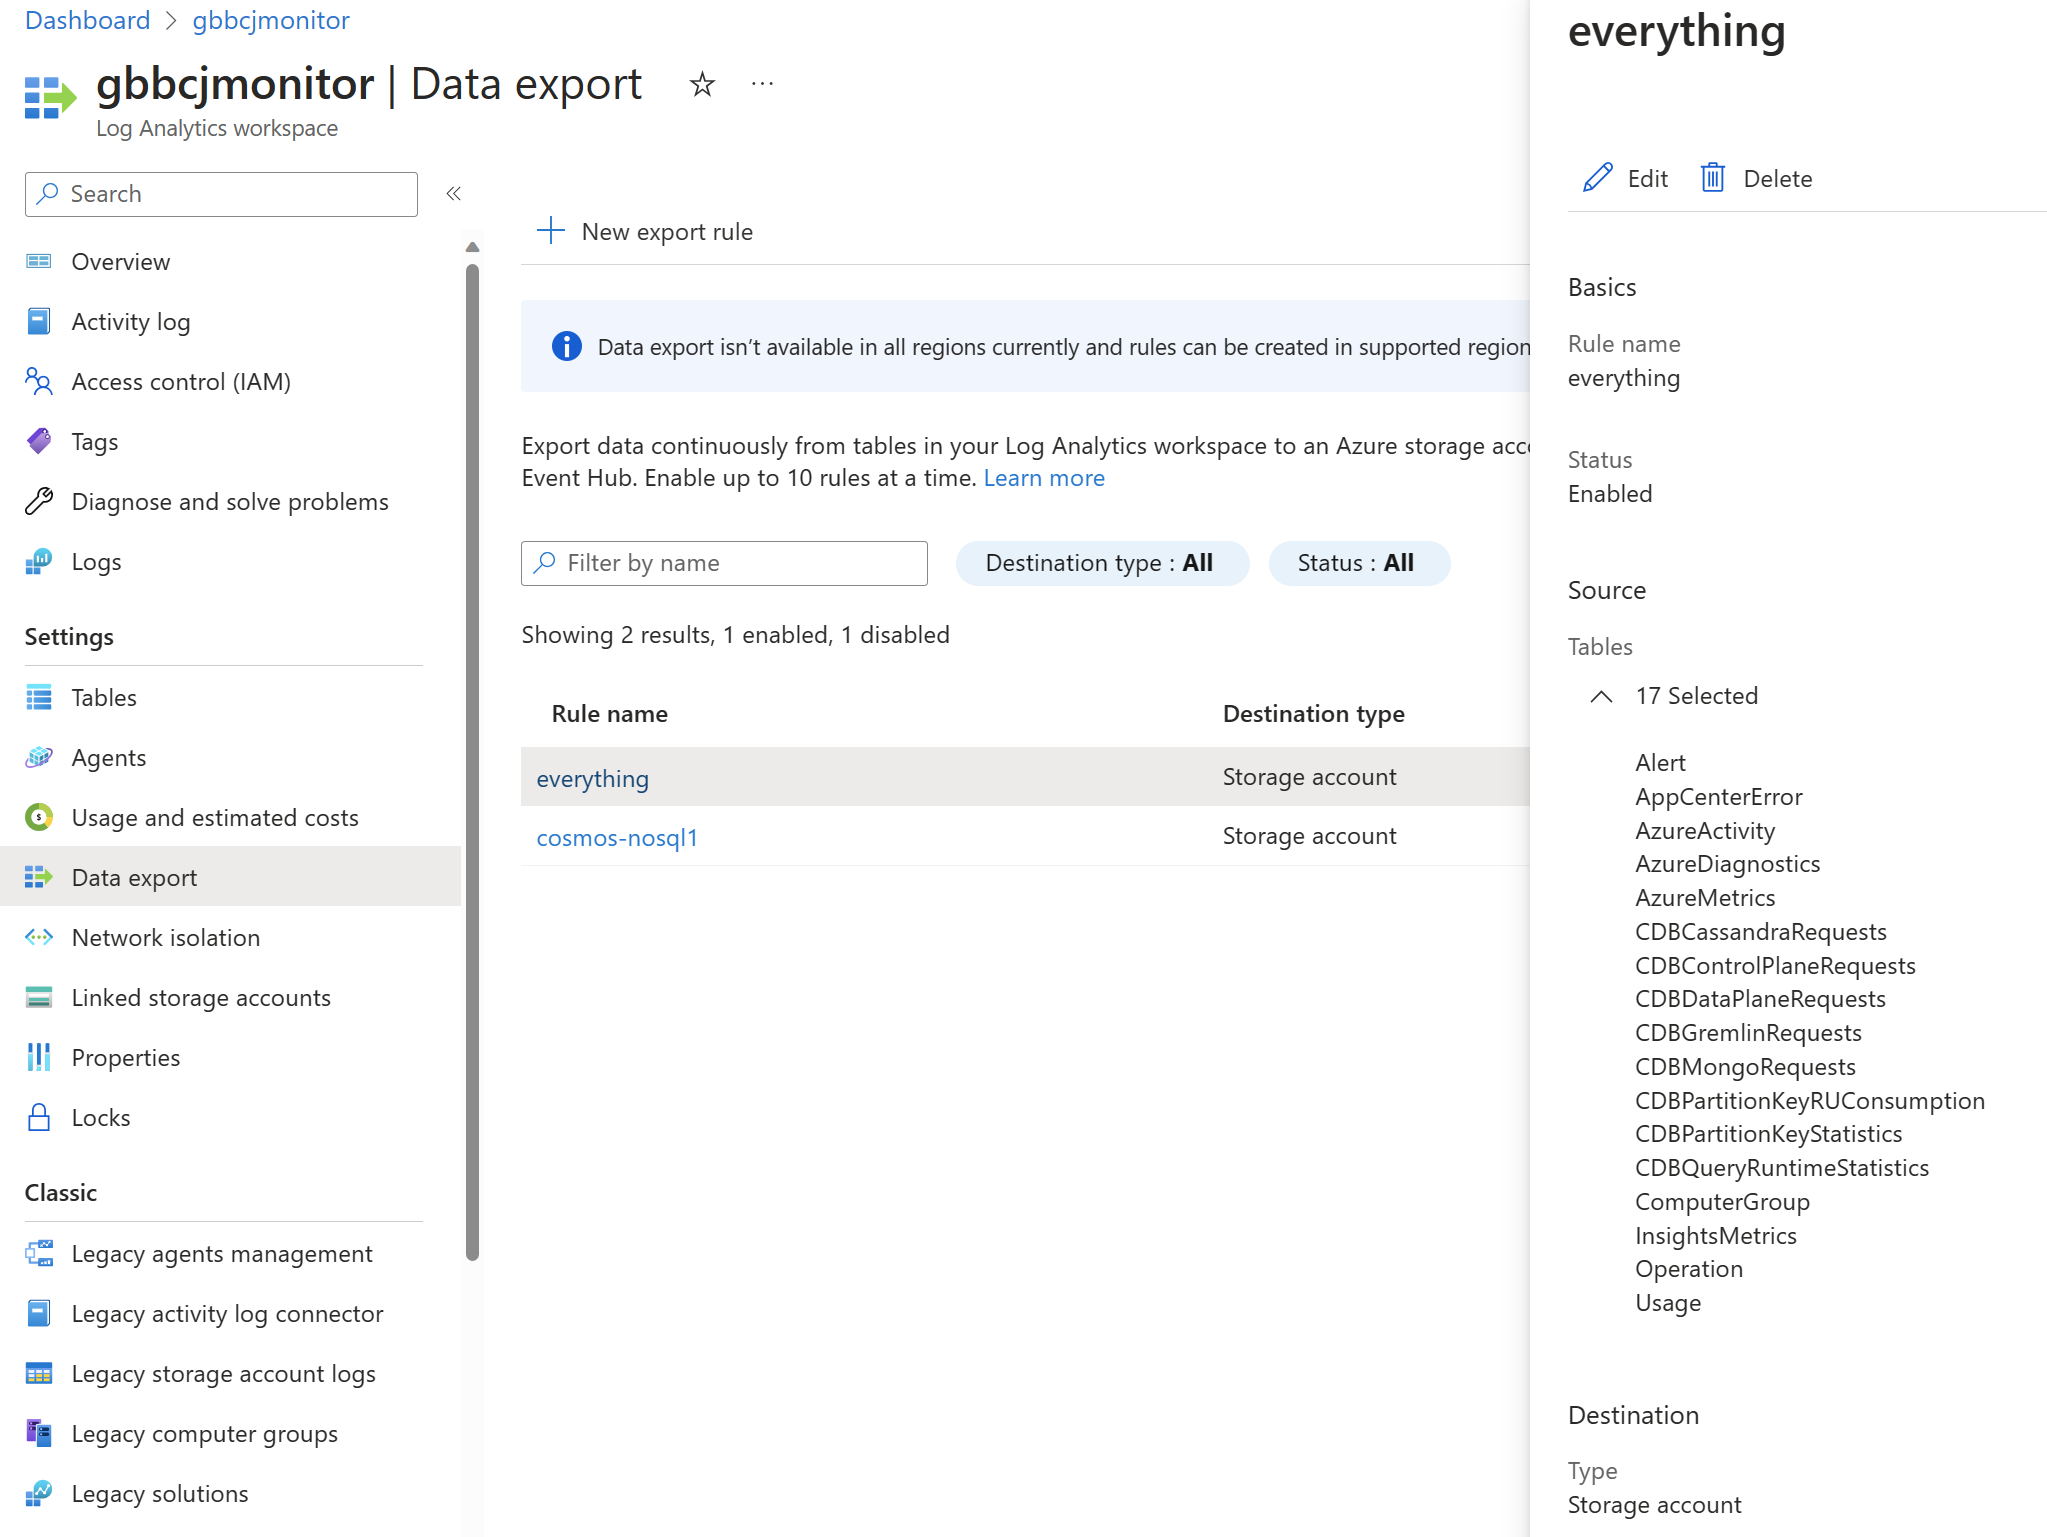 Dashboard > gbbcjmonitor
gbbcjmonitor | Data export
Log Analytics workspace
Search
Overview
Activity log
Access control (IAM)
Tags
Diagnose and solve problems
Logs
Settings
Tables
Agents
Usage and estimated costs
Data export
Network isolation
Linked storage accounts
Properties
Locks
Classic
Legacy agents management
Legacy activity log connector
Legacy storage account logs
Legacy computer groups
Legacy solutions
New export rule
Data export isn't available in all regions currently and rules can be created in supported region
Export data continuously from tables in your Log Analytics workspace to an Azure storage
Event Hub. Enable up to 10 rules at a time. Learn more
Filter by name
Destination type : All
Status : All
Showing 2 results, 1 enabled, 1 disabled
Rule name Destination type
everything Storage account
cosmos-nosql1 Storage account
everything
Edit Delete
Basics
Rule name
everything
Status
Enabled
Source
Tables
17 Selected
Alert
AppCenterError
AzureActivity
AzureDiagnostics
AzureMetrics
CDBCassandraRequests
CDBControlPlaneRequests
CDBDataPlaneRequests
CDBGremlinRequests
CDBMongoRequests
CDBPartitionKeyRUConsumption
CDBPartitionKeyStatistics
CDBQueryRuntimeStatistics
ComputerGroup
InsightsMetrics
Operation
Usage
Destination
Type
Storage account